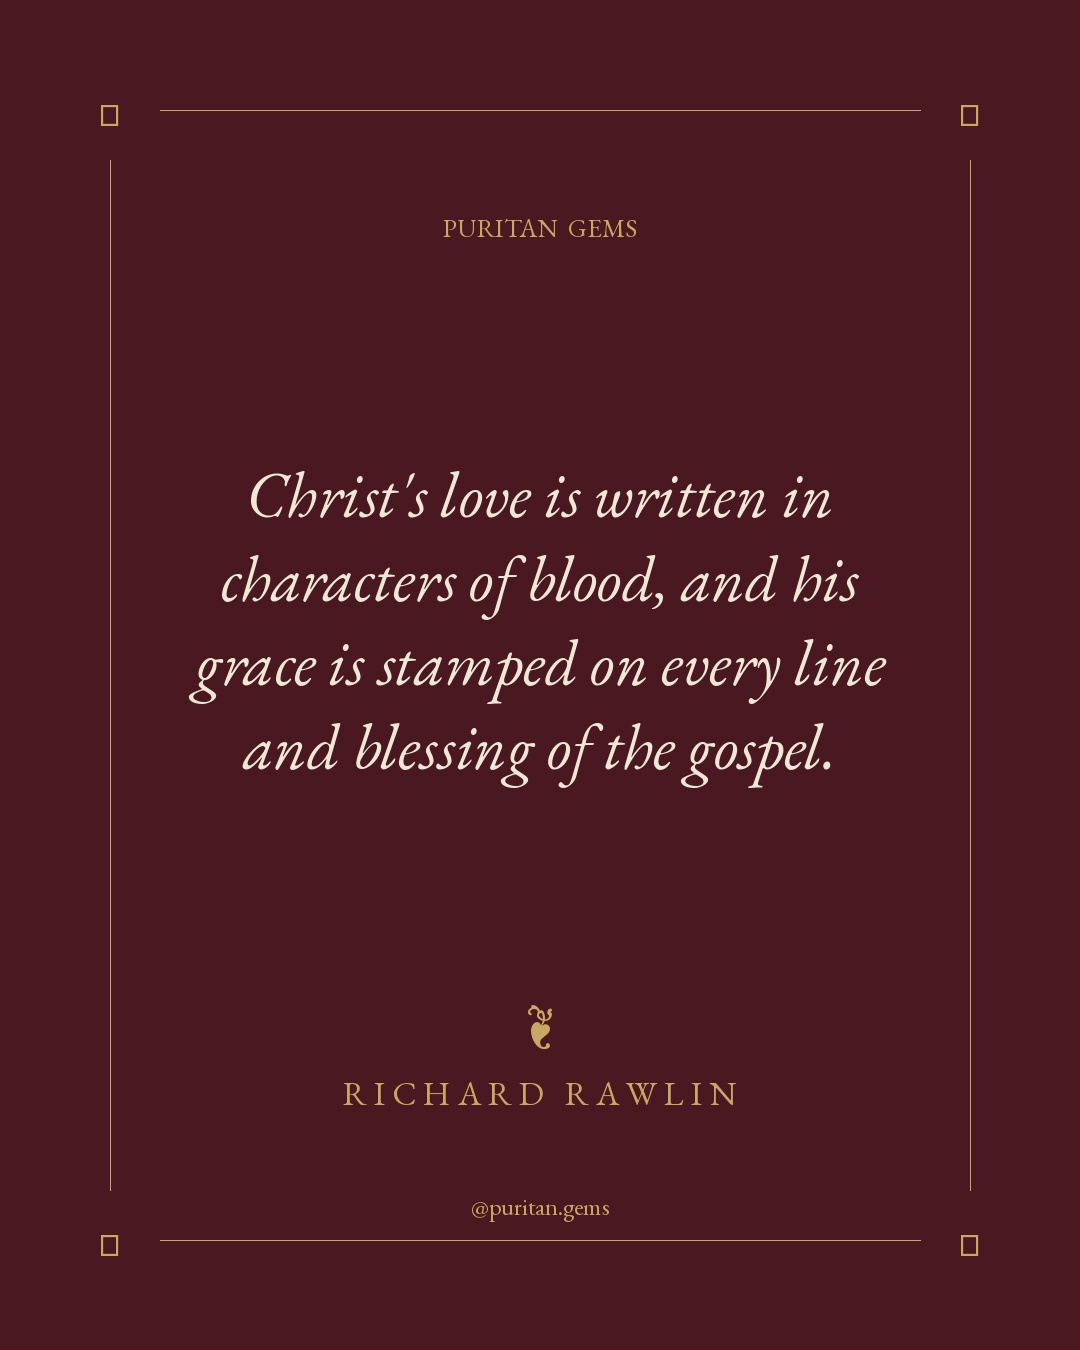 PURITAN GEMS
Christ's love is written in
characters of blood, and his
grace is stamped on every line
and blessing of the gospel.
RICHARD RAWLIN
@puritan.gems